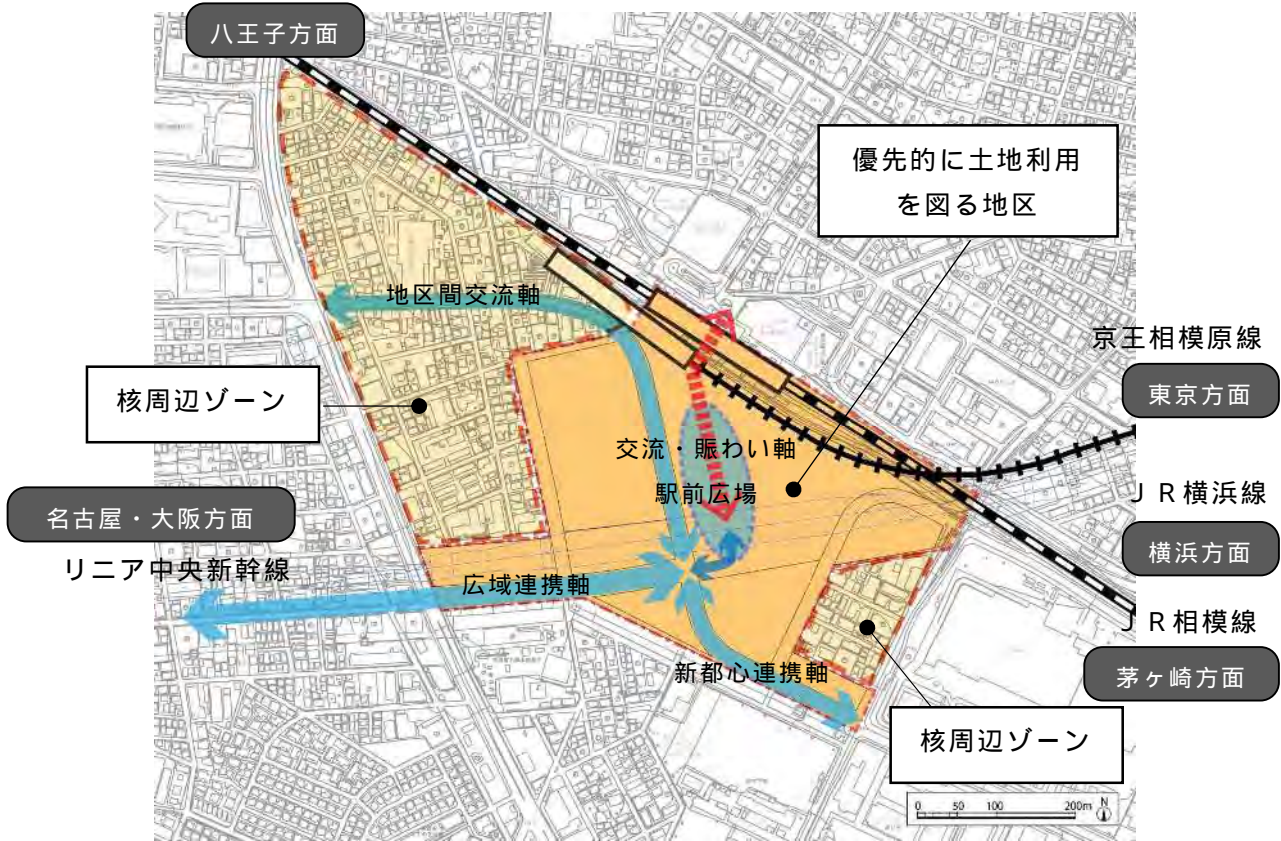 八王子方面
優先的に土地利用
を図る地区
地区間交流軸
京王相模原線
東京方面
核周辺ゾーン
交流・賑わい軸
駅前広場
ＪＲ横浜線
名古屋・大阪方面
横浜方面
リニア中央新幹線
広域連携軸
ＪＲ相模線
新都心連携軸
茅ヶ崎方面
核周辺ゾーン
0 50 100 200m N